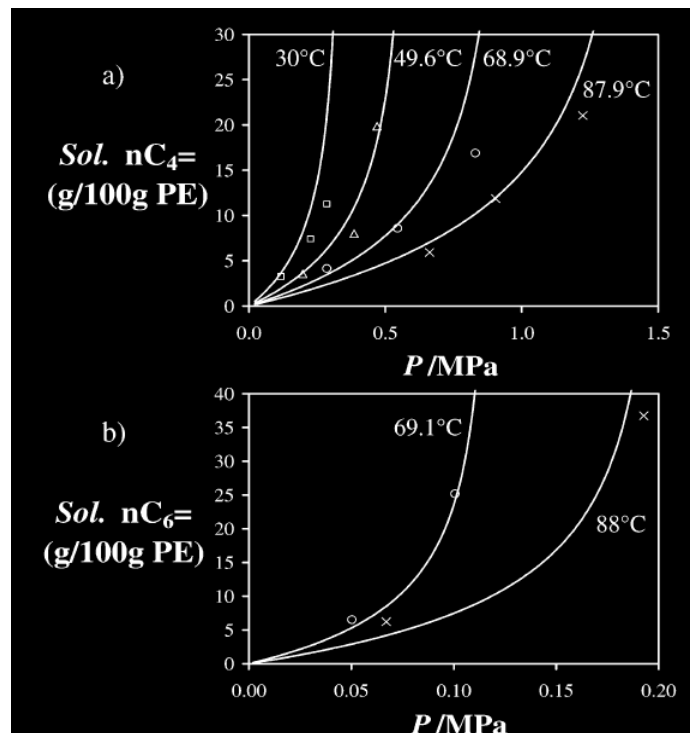 a)
Sol. nC4=
(g/100g PE)
30
25
20
15
10
5
0
30°C
49.6°C
68.9°C
87.9°C
0.0
0.5
1.0
1.5
P /MPa
b)
Sol. nC6=
(g/100g PE)
40
35
30
25
20
15
10
5
0
69.1°C
88°C
0.00
0.05
0.10
0.15
0.20
P /MPa